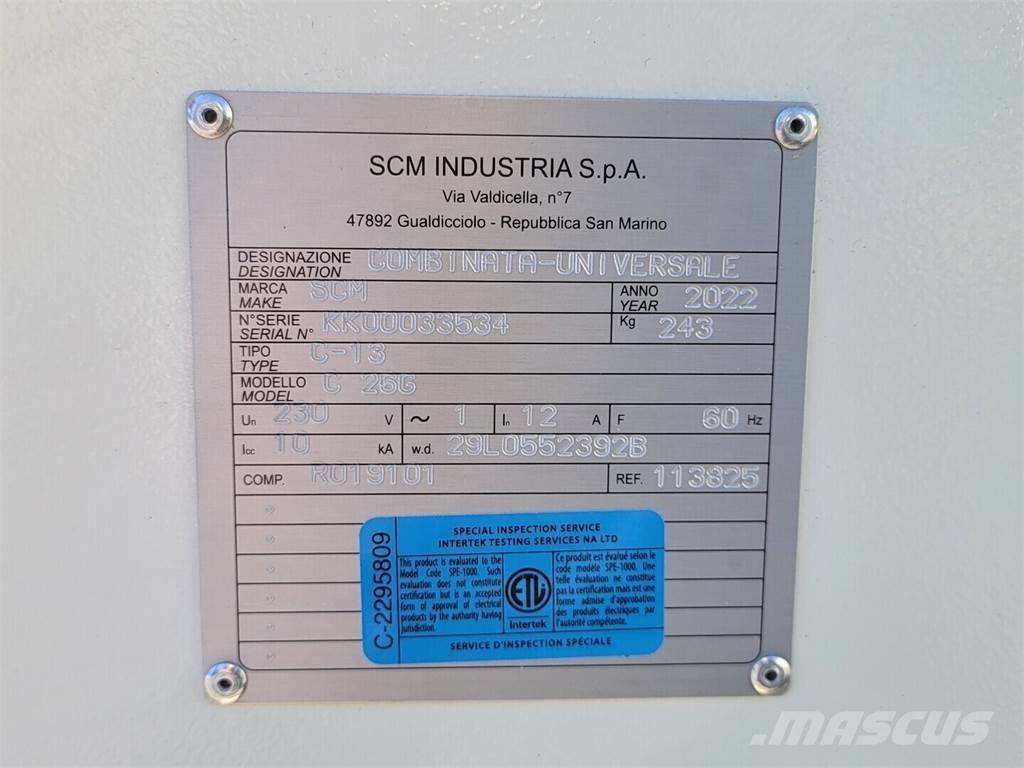 SCM INDUSTRIA S.p.A.
Via Valdicella, n°7
47892 Gualdicciolo - Repubblica San Marino
DESIGNAZIONE COMBINATA-UNIVERSALE
DESIGNATION
MARCA SCM ANNO 2022
MAKE YEAR
N°SERIE KK00033534 Kg 243
SERIAL N°
TIPO C-13
TYPE
MODELLO C 26G
MODEL
Un 230 V ~ 1 In 12 A F 60 Hz
Icc 10 kA w.d. 29L0552392B
COMP. R019101 REF. 113825
C-2295809
SPECIAL INSPECTION SERVICE
INTERTEK TESTING SERVICES NA LTD
This product is evaluated to the
Model Code SPE-1000. Such
evaluation does not constitute
certification but is an accepted
form of approval of electrical
products by the authority having
jurisdiction.
ETL
Intertek
Ce produit est évalué selon le
code modèle SPE-1000. Une
telle évaluation ne constitue
pas la certification mais est une
forme admise d'approbation
des produits électriques par
l'autorité compétente.
SERVICE D'INSPECTION SPÉCIALE
MASCUS